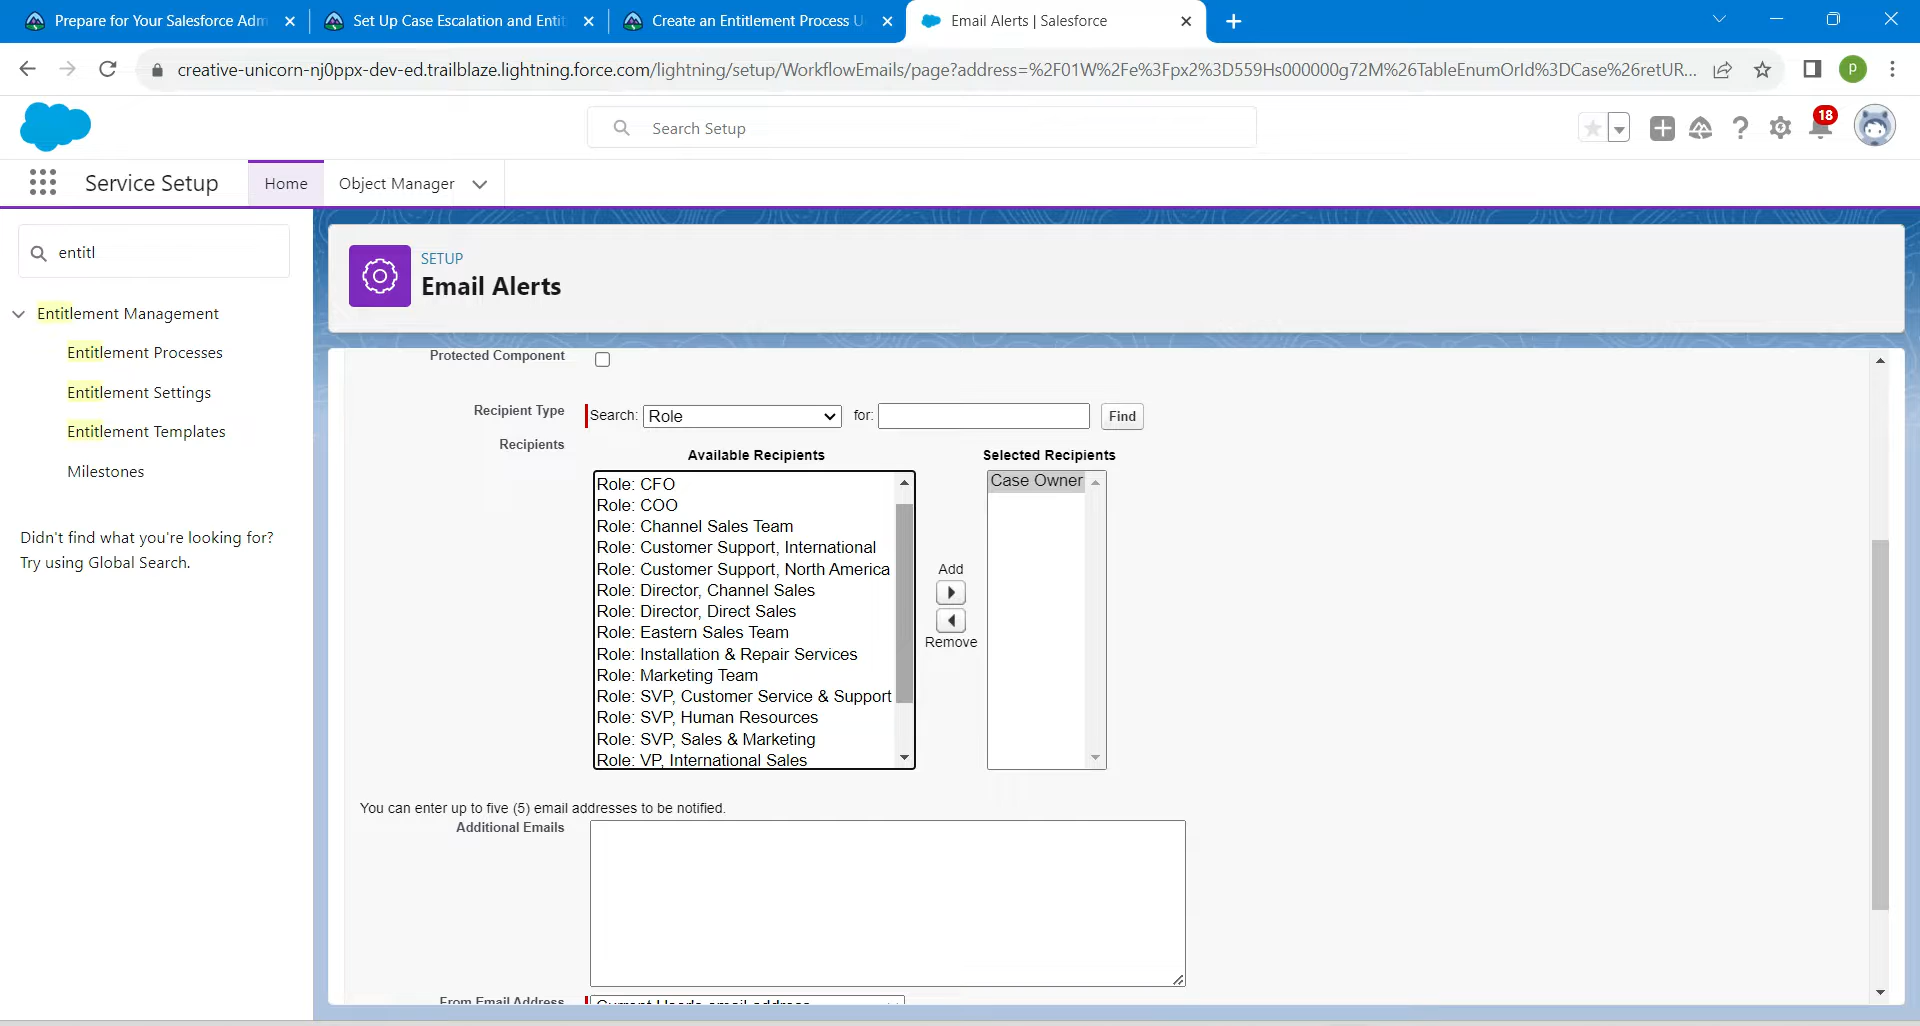 Prepare for Your Salesforce Adm
Set Up Case Escalation and Entit
Create an Entitlement Process U
Email Alerts | Salesforce
creative-unicorn-nj0ppx-dev-ed.trailblaze.lightning.force.com/lightning/setup/WorkflowEmails/page?address=%2F01W%2Fe%3Fpx2%3D559Hs000000g72M%26TableEnumOrId%3DCase%26retUR...
P
Search Setup
18
Service Setup
Home
Object Manager
entitl
Entitlement Management
Entitlement Processes
Entitlement Settings
Entitlement Templates
Milestones
Didn't find what you're looking for?
Try using Global Search.
SETUP
Email Alerts
Protected Component
Recipient Type
Search: Role for: Find
Recipients
Available Recipients
Selected Recipients
Role: CFO
Role: COO
Role: Channel Sales Team
Role: Customer Support, International
Role: Customer Support, North America
Role: Director, Channel Sales
Role: Director, Direct Sales
Role: Eastern Sales Team
Role: Installation & Repair Services
Role: Marketing Team
Role: SVP, Customer Service & Support
Role: SVP, Human Resources
Role: SVP, Sales & Marketing
Role: VP, International Sales
Add
Remove
Case Owner
You can enter up to five (5) email addresses to be notified.
Additional Emails
From Email Address
Current User's email address